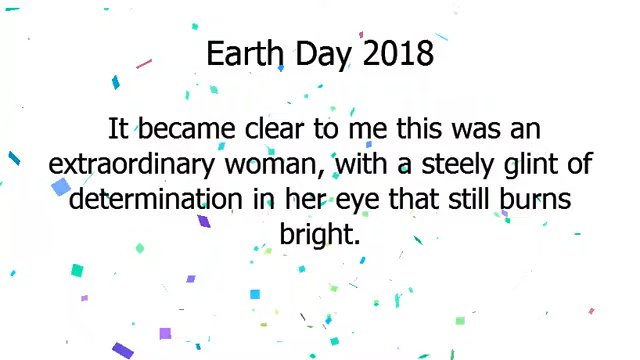 Earth Day 2018
It became clear to me this was an
extraordinary woman, with a steely glint of
determination in her eye that still burns
bright.